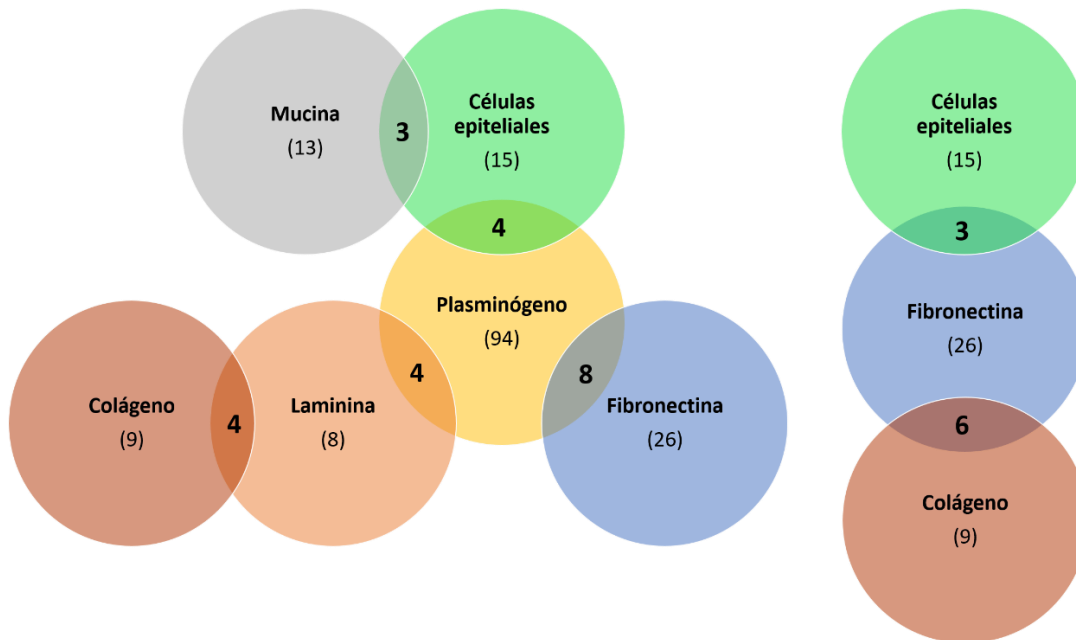 Mucina
(13)
3
Células
epiteliales
(15)
4
Plasminógeno
(94)
Colágeno
(9)
4
Laminina
(8)
4
8
Fibronectina
(26)
Células
epiteliales
(15)
3
Fibronectina
(26)
6
Colágeno
(9)